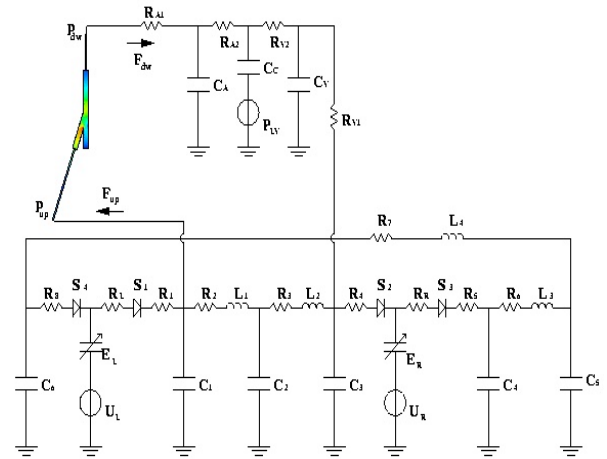 P_dw R_A1
F_dw R_A2 R_V2
C_A C_C C_V
P_LV R_V1
P_up F_up
R_7 L_4
R_8 S_4 R_L S_1 R_1 R_2 L_1 R_3 L_2 R_4 S_2 R_R S_3 R_5 R_6 L_3
E_L E_R
C_6 C_1 C_2 C_3 C_4 C_5
U_L U_R